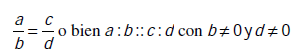 a/b = c/d o bien a : b :: c : d con b ≠ 0 y d ≠ 0